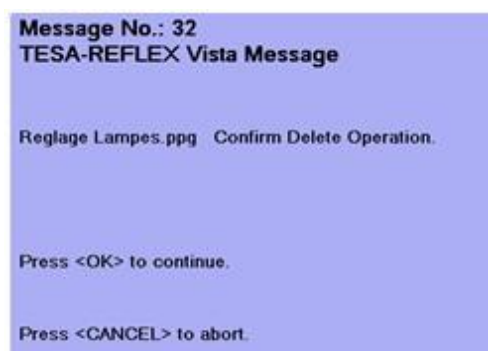 Message No.: 32
TESA-REFLEX Vista Message
Reglage Lampes.ppg Confirm Delete Operation.
Press <OK> to continue.
Press <CANCEL> to abort.